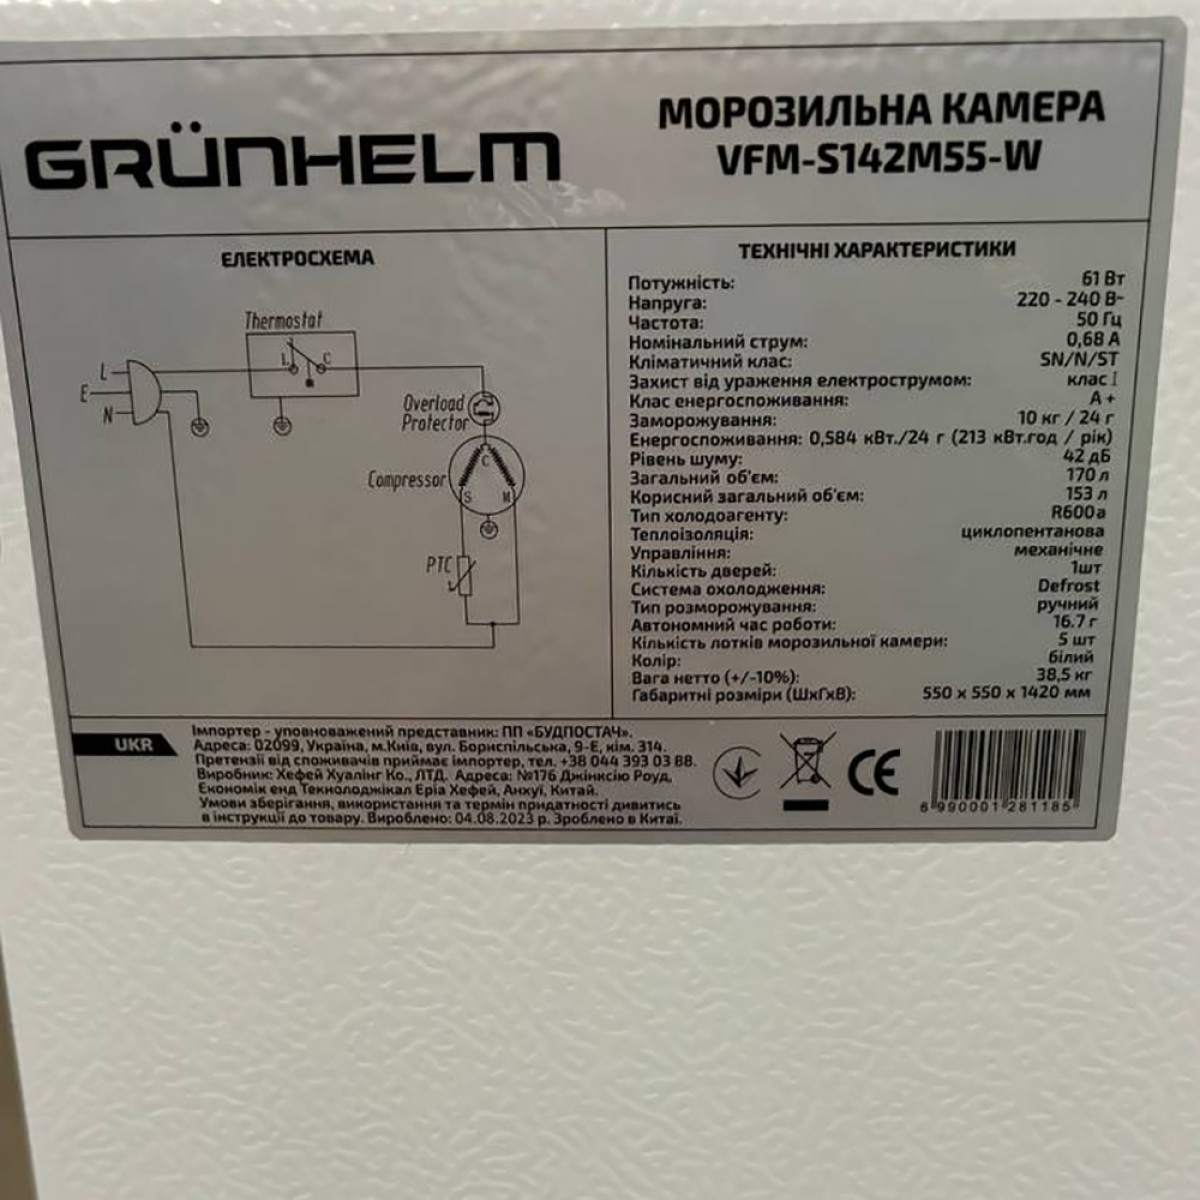 GRÜNHELM
МОРОЗИЛЬНА КАМЕРА
VFM-S142M55-W
ЕЛЕКТРОСХЕМА
Thermostat
L C
L
E
N
Overload
Protector
Compressor
C
S M
PTC
ТЕХНІЧНІ ХАРАКТЕРИСТИКИ
Потужність: 61 Вт
Напруга: 220 - 240 В~
Частота: 50 Гц
Номінальний струм: 0,68 А
Кліматичний клас: SN/N/ST
Захист від ураження електрострумом: клас I
Клас енергоспоживання: А+
Заморожування: 10 кг / 24 г
Енергоспоживання: 0,584 кВт./24 г (213 кВт.год / рік)
Рівень шуму: 42 дБ
Загальний об'єм: 170 л
Корисний загальний об'єм: 153 л
Тип холодоагенту: R600a
Теплоізоляція: циклопентанова
Управління: механічне
Кількість дверей: 1шт
Система охолодження: Defrost
Тип розморожування: ручний
Автономний час роботи: 16.7 г
Кількість лотків морозильної камери: 5 шт
Колір: білий
Вага нетто (+/-10%): 38,5 кг
Габаритні розміри (ШхГхВ): 550 х 550 х 1420 мм
UKR
Імпортер - уповноважений представник: ПП «БУДПОСТАЧ».
Адреса: 02099, Україна, м.Київ, вул. Бориспільська, 9-Е, кім. 314.
Претензії від споживачів приймає імпортер, тел. +38 044 393 03 88.
Виробник: Хефей Хуалінг Ко., ЛТД. Адреса: №176 Джінксію Роуд,
Економік енд Текнолоджікал Еріа Хефей, Анхуї, Китай.
Умови зберігання, використання та термін придатності дивитись
в інструкції до товару. Вироблено: 04.08.2023 р. Зроблено в Китаї.
CE
6 990001 281185